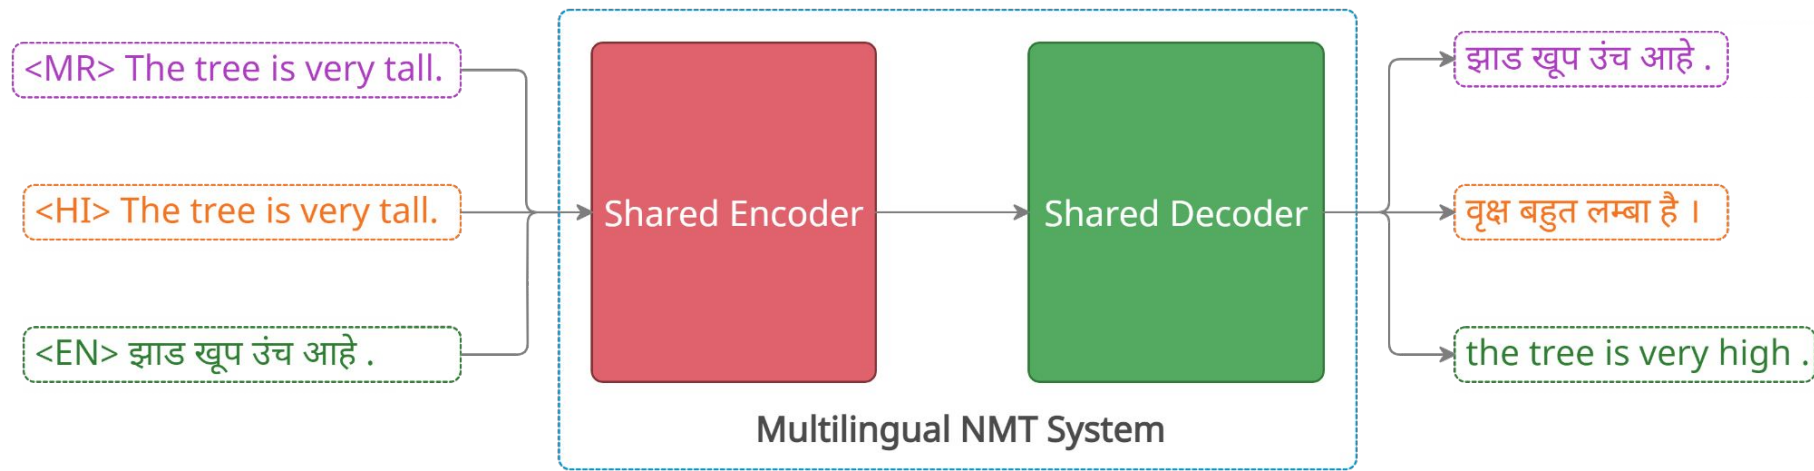 <MR> The tree is very tall.
<HI> The tree is very tall.
<EN> झाड खूप उंच आहे .
Shared Encoder
Shared Decoder
Multilingual NMT System
झाड खूप उंच आहे .
वृक्ष बहुत लम्बा है ।
the tree is very high .